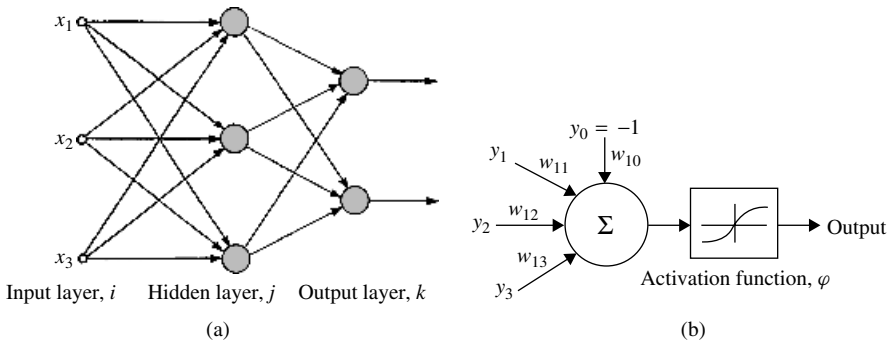 x₁
x₂
x₃
Input layer, i
Hidden layer, j
Output layer, k
(a)
y₀ = −1
w₁₀
y₁
w₁₁
y₂
w₁₂
y₃
w₁₃
Σ
Output
Activation function, φ
(b)